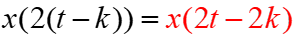 x(2(t − k)) = x(2t − 2k)